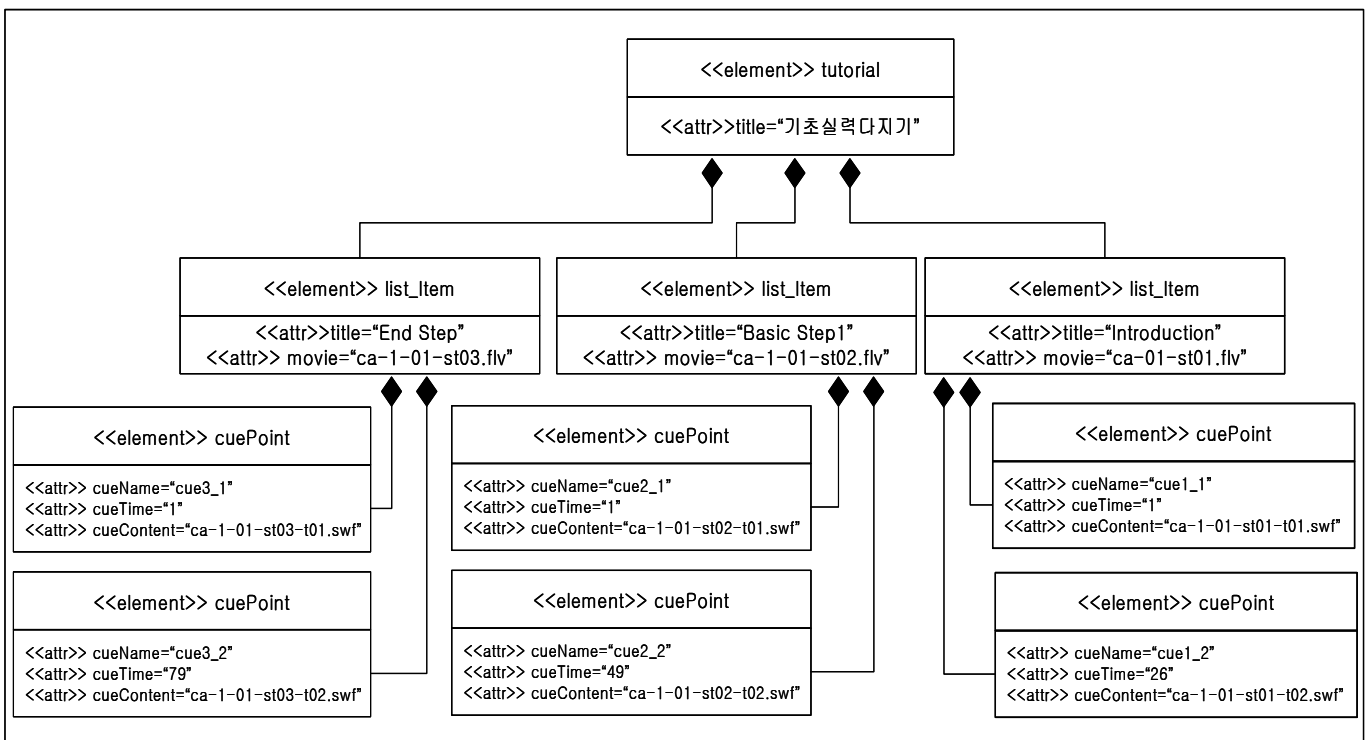 <<element>> tutorial
<<attr>>title=“기초실력다지기”
<<element>> list_Item
<<attr>>title=“End Step”
<<attr>> movie=“ca-1-01-st03.flv”
<<element>> list_Item
<<attr>>title=“Basic Step1”
<<attr>> movie=“ca-1-01-st02.flv”
<<element>> list_Item
<<attr>>title=“Introduction”
<<attr>> movie=“ca-01-st01.flv”
<<element>> cuePoint
<<attr>> cueName=“cue3_1”
<<attr>> cueTime=“1”
<<attr>> cueContent=“ca-1-01-st03-t01.swf”
<<element>> cuePoint
<<attr>> cueName=“cue2_1”
<<attr>> cueTime=“1”
<<attr>> cueContent=“ca-1-01-st02-t01.swf”
<<element>> cuePoint
<<attr>> cueName=“cue1_1”
<<attr>> cueTime=“1”
<<attr>> cueContent=“ca-1-01-st01-t01.swf”
<<element>> cuePoint
<<attr>> cueName=“cue3_2”
<<attr>> cueTime=“79”
<<attr>> cueContent=“ca-1-01-st03-t02.swf”
<<element>> cuePoint
<<attr>> cueName=“cue2_2”
<<attr>> cueTime=“49”
<<attr>> cueContent=“ca-1-01-st02-t02.swf”
<<element>> cuePoint
<<attr>> cueName=“cue1_2”
<<attr>> cueTime=“26”
<<attr>> cueContent=“ca-1-01-st01-t02.swf”